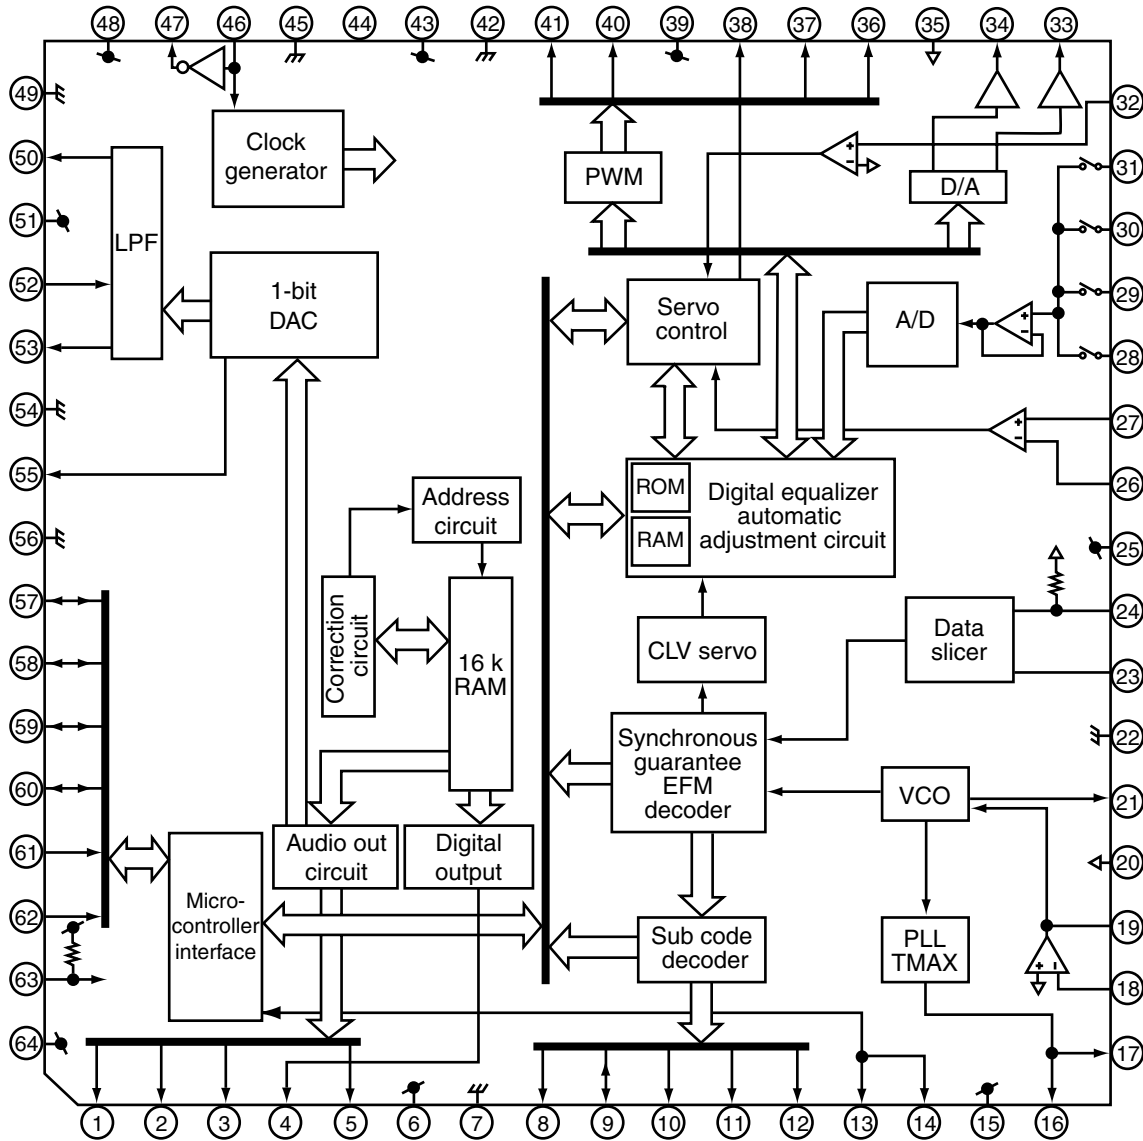 48 47 46 45 44 43 42 41 40 39 38 37 36 35 34 33
49
32
Clock
generator
50
31
PWM
D/A
51
LPF
30
52
1-bit
DAC
Servo
control
A/D
29
53
28
54
27
55
ROM
Digital equalizer
automatic
adjustment circuit
RAM
26
Address
circuit
56
25
57
Correction
circuit
16 k
RAM
CLV servo
Data
slicer
24
58
23
59
Synchronous
guarantee
EFM
decoder
22
60
VCO
21
61
Audio out
circuit
Digital
output
20
62
Micro-
controller
interface
Sub code
decoder
PLL
TMAX
19
63
18
64
17
1 2 3 4 5 6 7 8 9 10 11 12 13 14 15 16